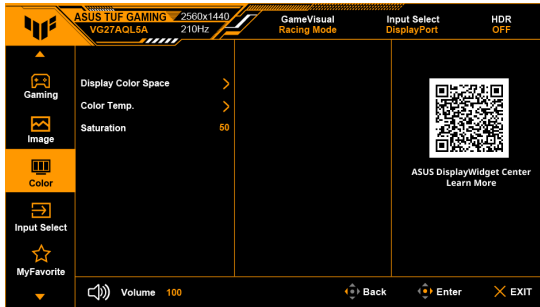 ASUS TUF GAMING 2560x1440
VG27AQL5A 210Hz
GameVisual
Racing Mode
Input Select
DisplayPort
HDR
OFF
Gaming
Image
Color
Input Select
MyFavorite
Display Color Space
Color Temp.
Saturation 50
ASUS DisplayWidget Center
Learn More
Volume 100
Back
Enter
EXIT